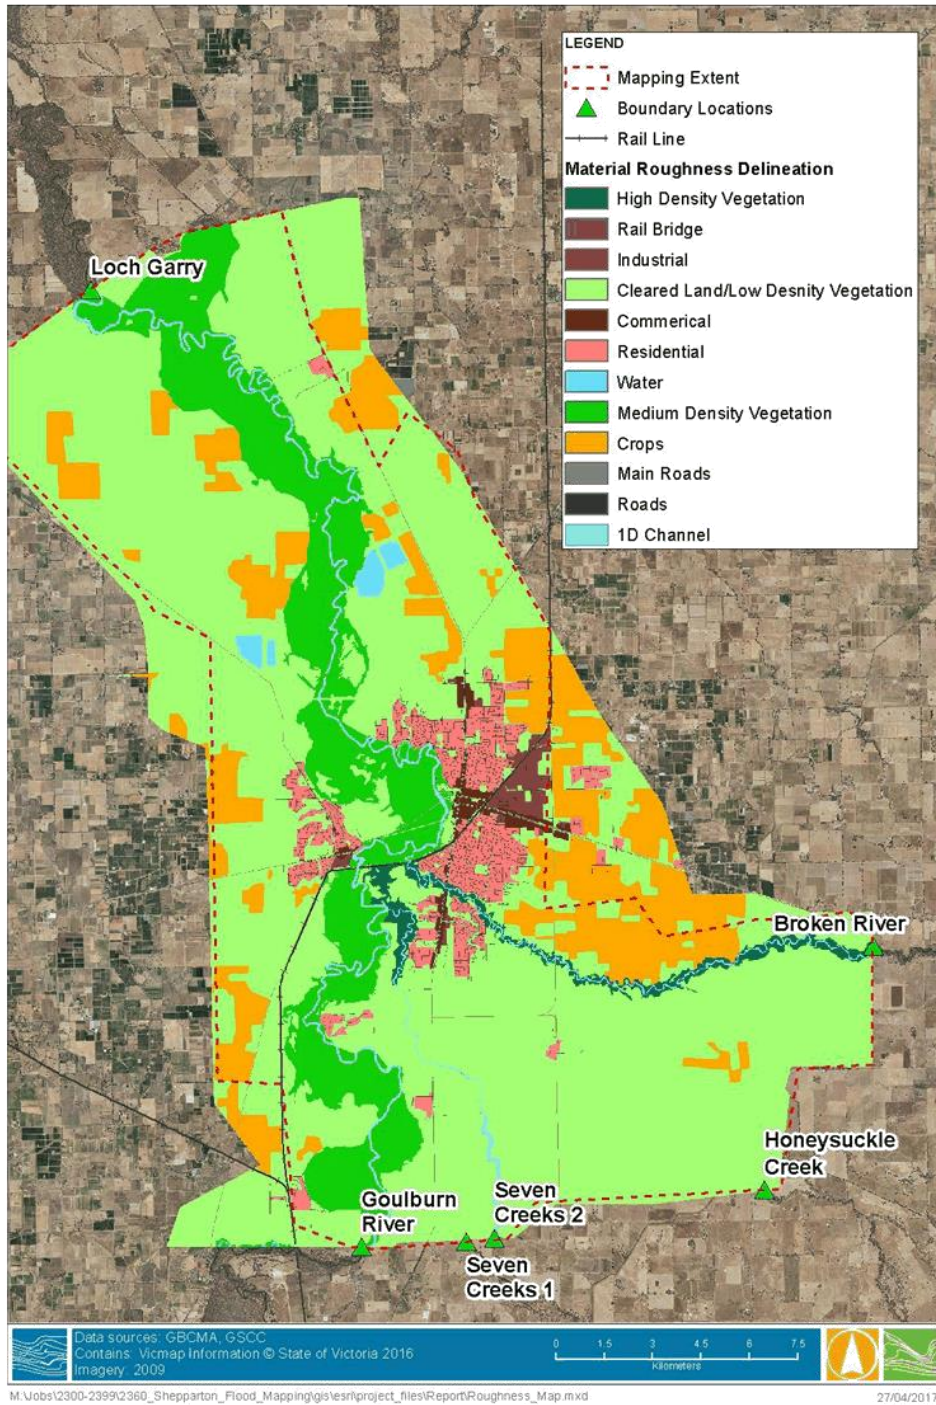 LEGEND
Mapping Extent
Boundary Locations
Rail Line
Material Roughness Delineation
High Density Vegetation
Rail Bridge
Industrial
Cleared Land/Low Desnity Vegetation
Commerical
Residential
Water
Medium Density Vegetation
Crops
Main Roads
Roads
1D Channel
Loch Garry
Broken River
Honeysuckle
Creek
Goulburn
River
Seven
Creeks 2
Seven
Creeks 1
Data sources: GBCMA, GSCC
Contains: Vicmap Information © State of Victoria 2016
Imagery: 2009
0 1.5 3 4.5 6 7.5
Kilometers
M:\Jobs\2300-2399\2360_Shepparton_Flood_Mapping\gis\esri\project_files\Report\Roughness_Map.mxd
27/04/2017